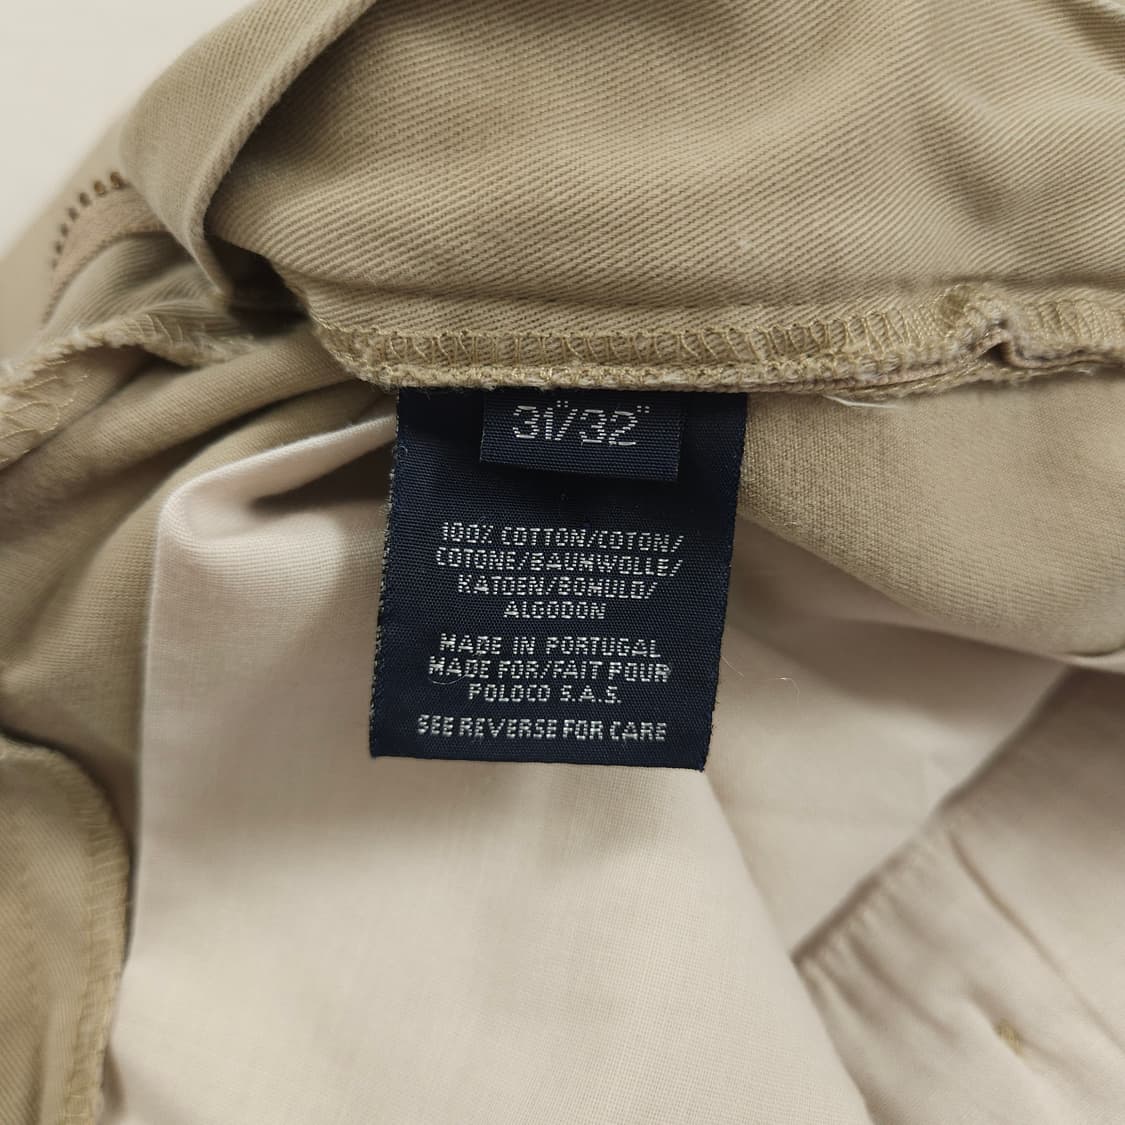 31"/32"
100% COTTON/COTON/
COTONE/BAUMWOLLE/
KATOEN/BOMULD/
ALGODON
MADE IN PORTUGAL
MADE FOR/FAIT POUR
POLOCO S.A.S.
SEE REVERSE FOR CARE